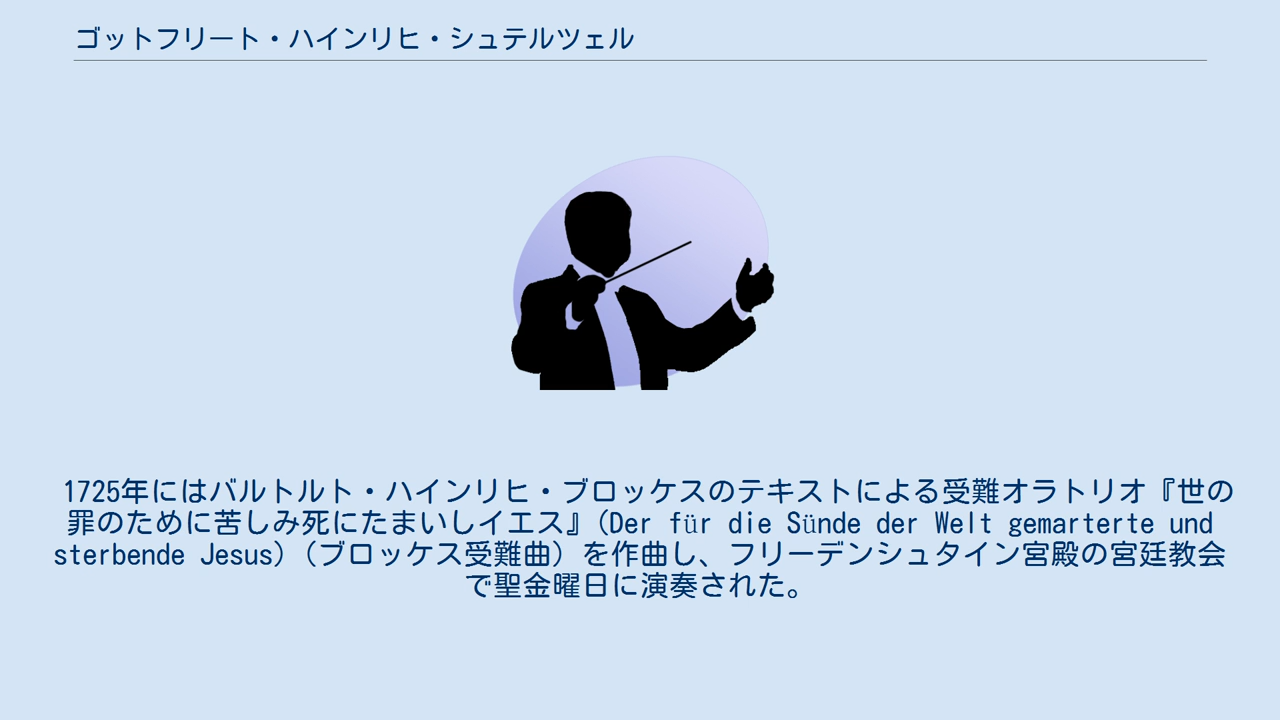 ゴットフリート・ハインリヒ・シュテルツェル
1725年にはバルトルト・ハインリヒ・ブロッケスのテキストによる受難オラトリオ『世の
罪のために苦しみ死にたまいしイエス』(Der für die Sünde der Welt gemarterte und
sterbende Jesus)(ブロッケス受難曲）を作曲し、フリーデンシュタイン宮殿の宮廷教会
で聖金曜日に演奏された。